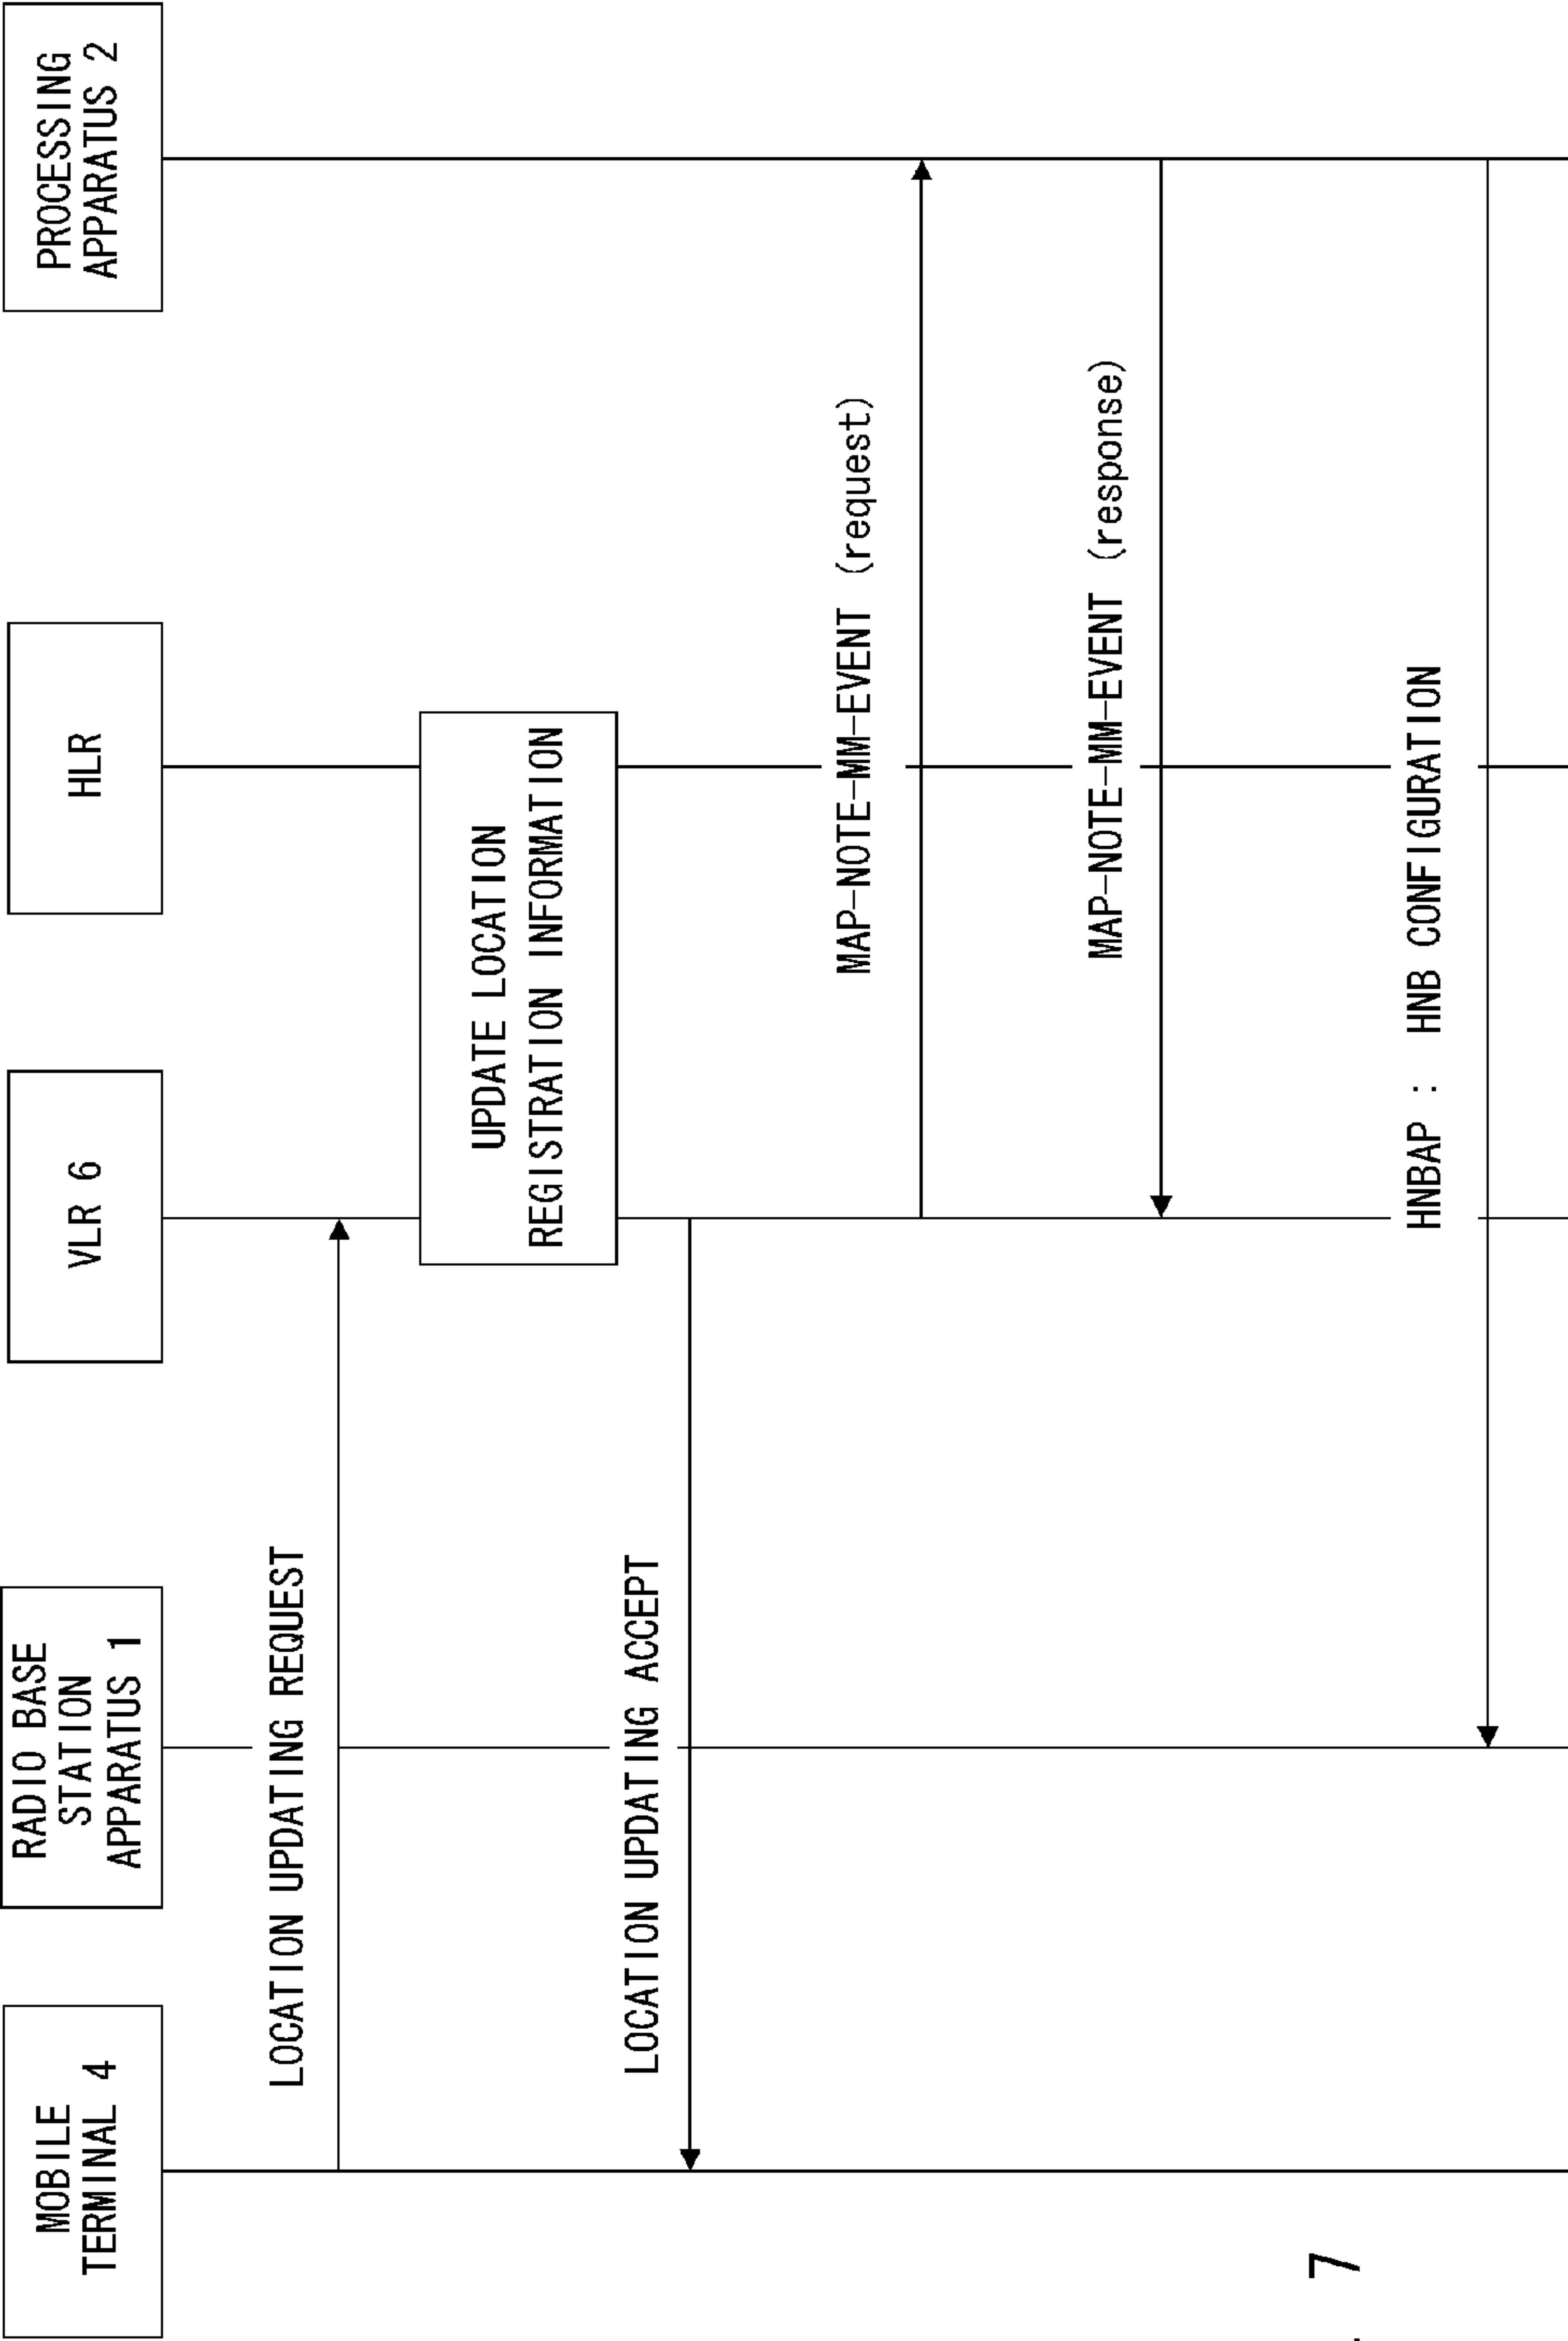 MOBILE
TERMINAL 4
RADIO BASE
STATION
APPARATUS 1
VLR 6
HLR
PROCESSING
APPARATUS 2
LOCATION UPDATING REQUEST
UPDATE LOCATION
REGISTRATION INFORMATION
LOCATION UPDATING ACCEPT
MAP-NOTE-MM-EVENT (request)
MAP-NOTE-MM-EVENT (response)
HNBAP : HNB CONFIGURATION
. 7